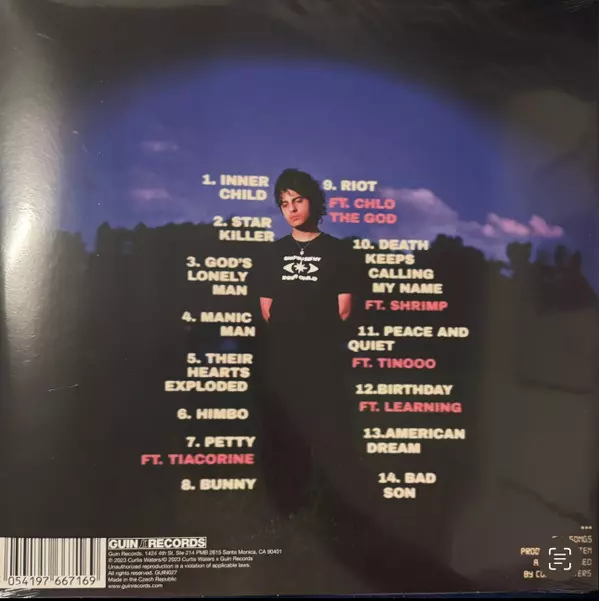 1. INNER
CHILD
2. STAR
KILLER
3. GOD'S
LONELY
MAN
4. MANIC
MAN
5. THEIR
HEARTS
EXPLODED
6. HIMBO
7. PETTY
FT. TIACORINE
8. BUNNY
9. RIOT
FT. CHLO
THE GOD
10. DEATH
KEEPS
CALLING
MY NAME
FT. SHRIMP
11. PEACE AND
QUIET
FT. TINOOO
12.BIRTHDAY
FT. LEARNING
13.AMERICAN
DREAM
14. BAD
SON
054197 667169
GUIN RECORDS
Guin Records. 1424 4th St. Ste 214 PMB 2615 Santa Monica, CA 90401
℗ 2023 Curtis Waters/© 2023 Curtis Waters x Guin Records
Unauthorized reproduction is a violation of applicable laws.
All rights reserved. GUIN027
Made in Czech Republic
www.guinrecords.com
SONGS
BY